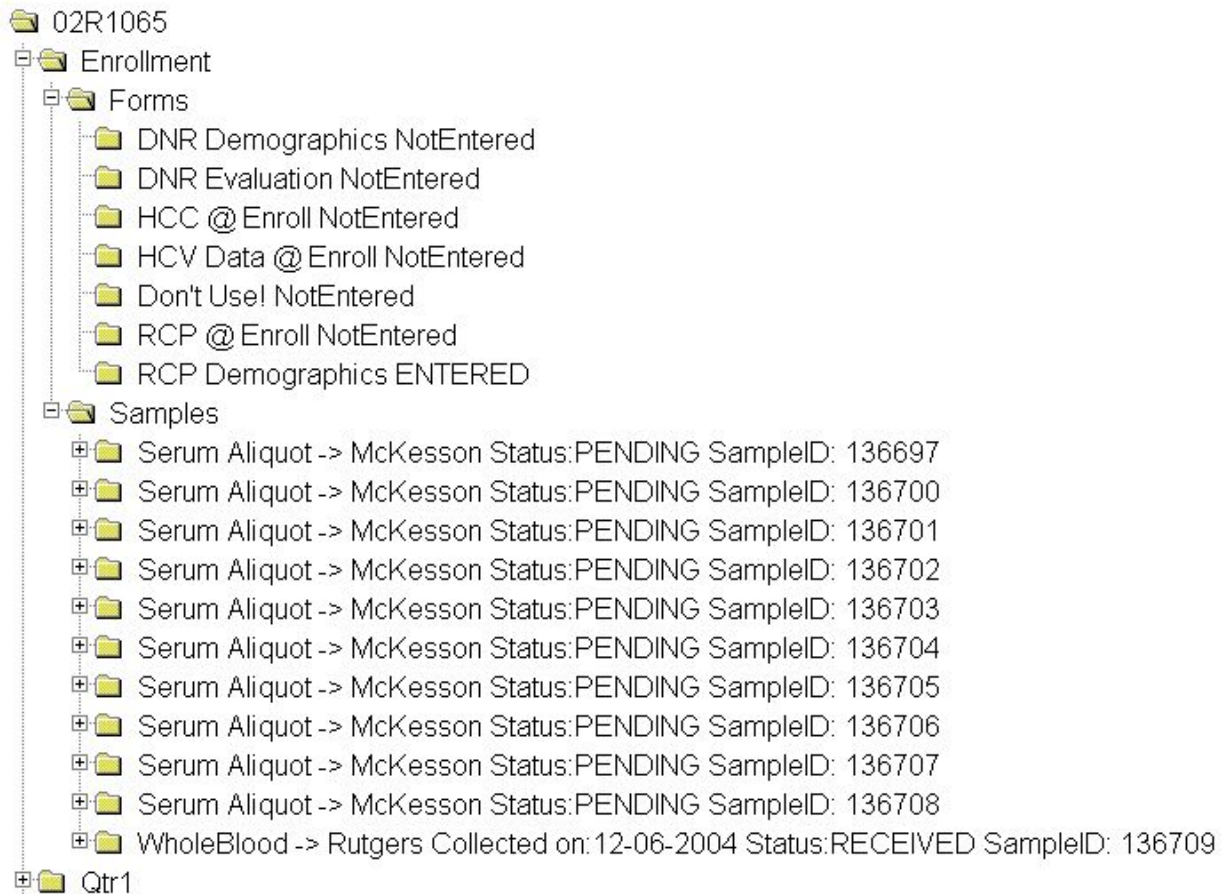 02R1065
Enrollment
Forms
DNR Demographics NotEntered
DNR Evaluation NotEntered
HCC @ Enroll NotEntered
HCV Data @ Enroll NotEntered
Don't Use! NotEntered
RCP @ Enroll NotEntered
RCP Demographics ENTERED
Samples
Serum Aliquot -> McKesson Status:PENDING SampleID: 136697
Serum Aliquot -> McKesson Status:PENDING SampleID: 136700
Serum Aliquot -> McKesson Status:PENDING SampleID: 136701
Serum Aliquot -> McKesson Status:PENDING SampleID: 136702
Serum Aliquot -> McKesson Status:PENDING SampleID: 136703
Serum Aliquot -> McKesson Status:PENDING SampleID: 136704
Serum Aliquot -> McKesson Status:PENDING SampleID: 136705
Serum Aliquot -> McKesson Status:PENDING SampleID: 136706
Serum Aliquot -> McKesson Status:PENDING SampleID: 136707
Serum Aliquot -> McKesson Status:PENDING SampleID: 136708
WholeBlood -> Rutgers Collected on:12-06-2004 Status:RECEIVED SampleID: 136709
Qtr1